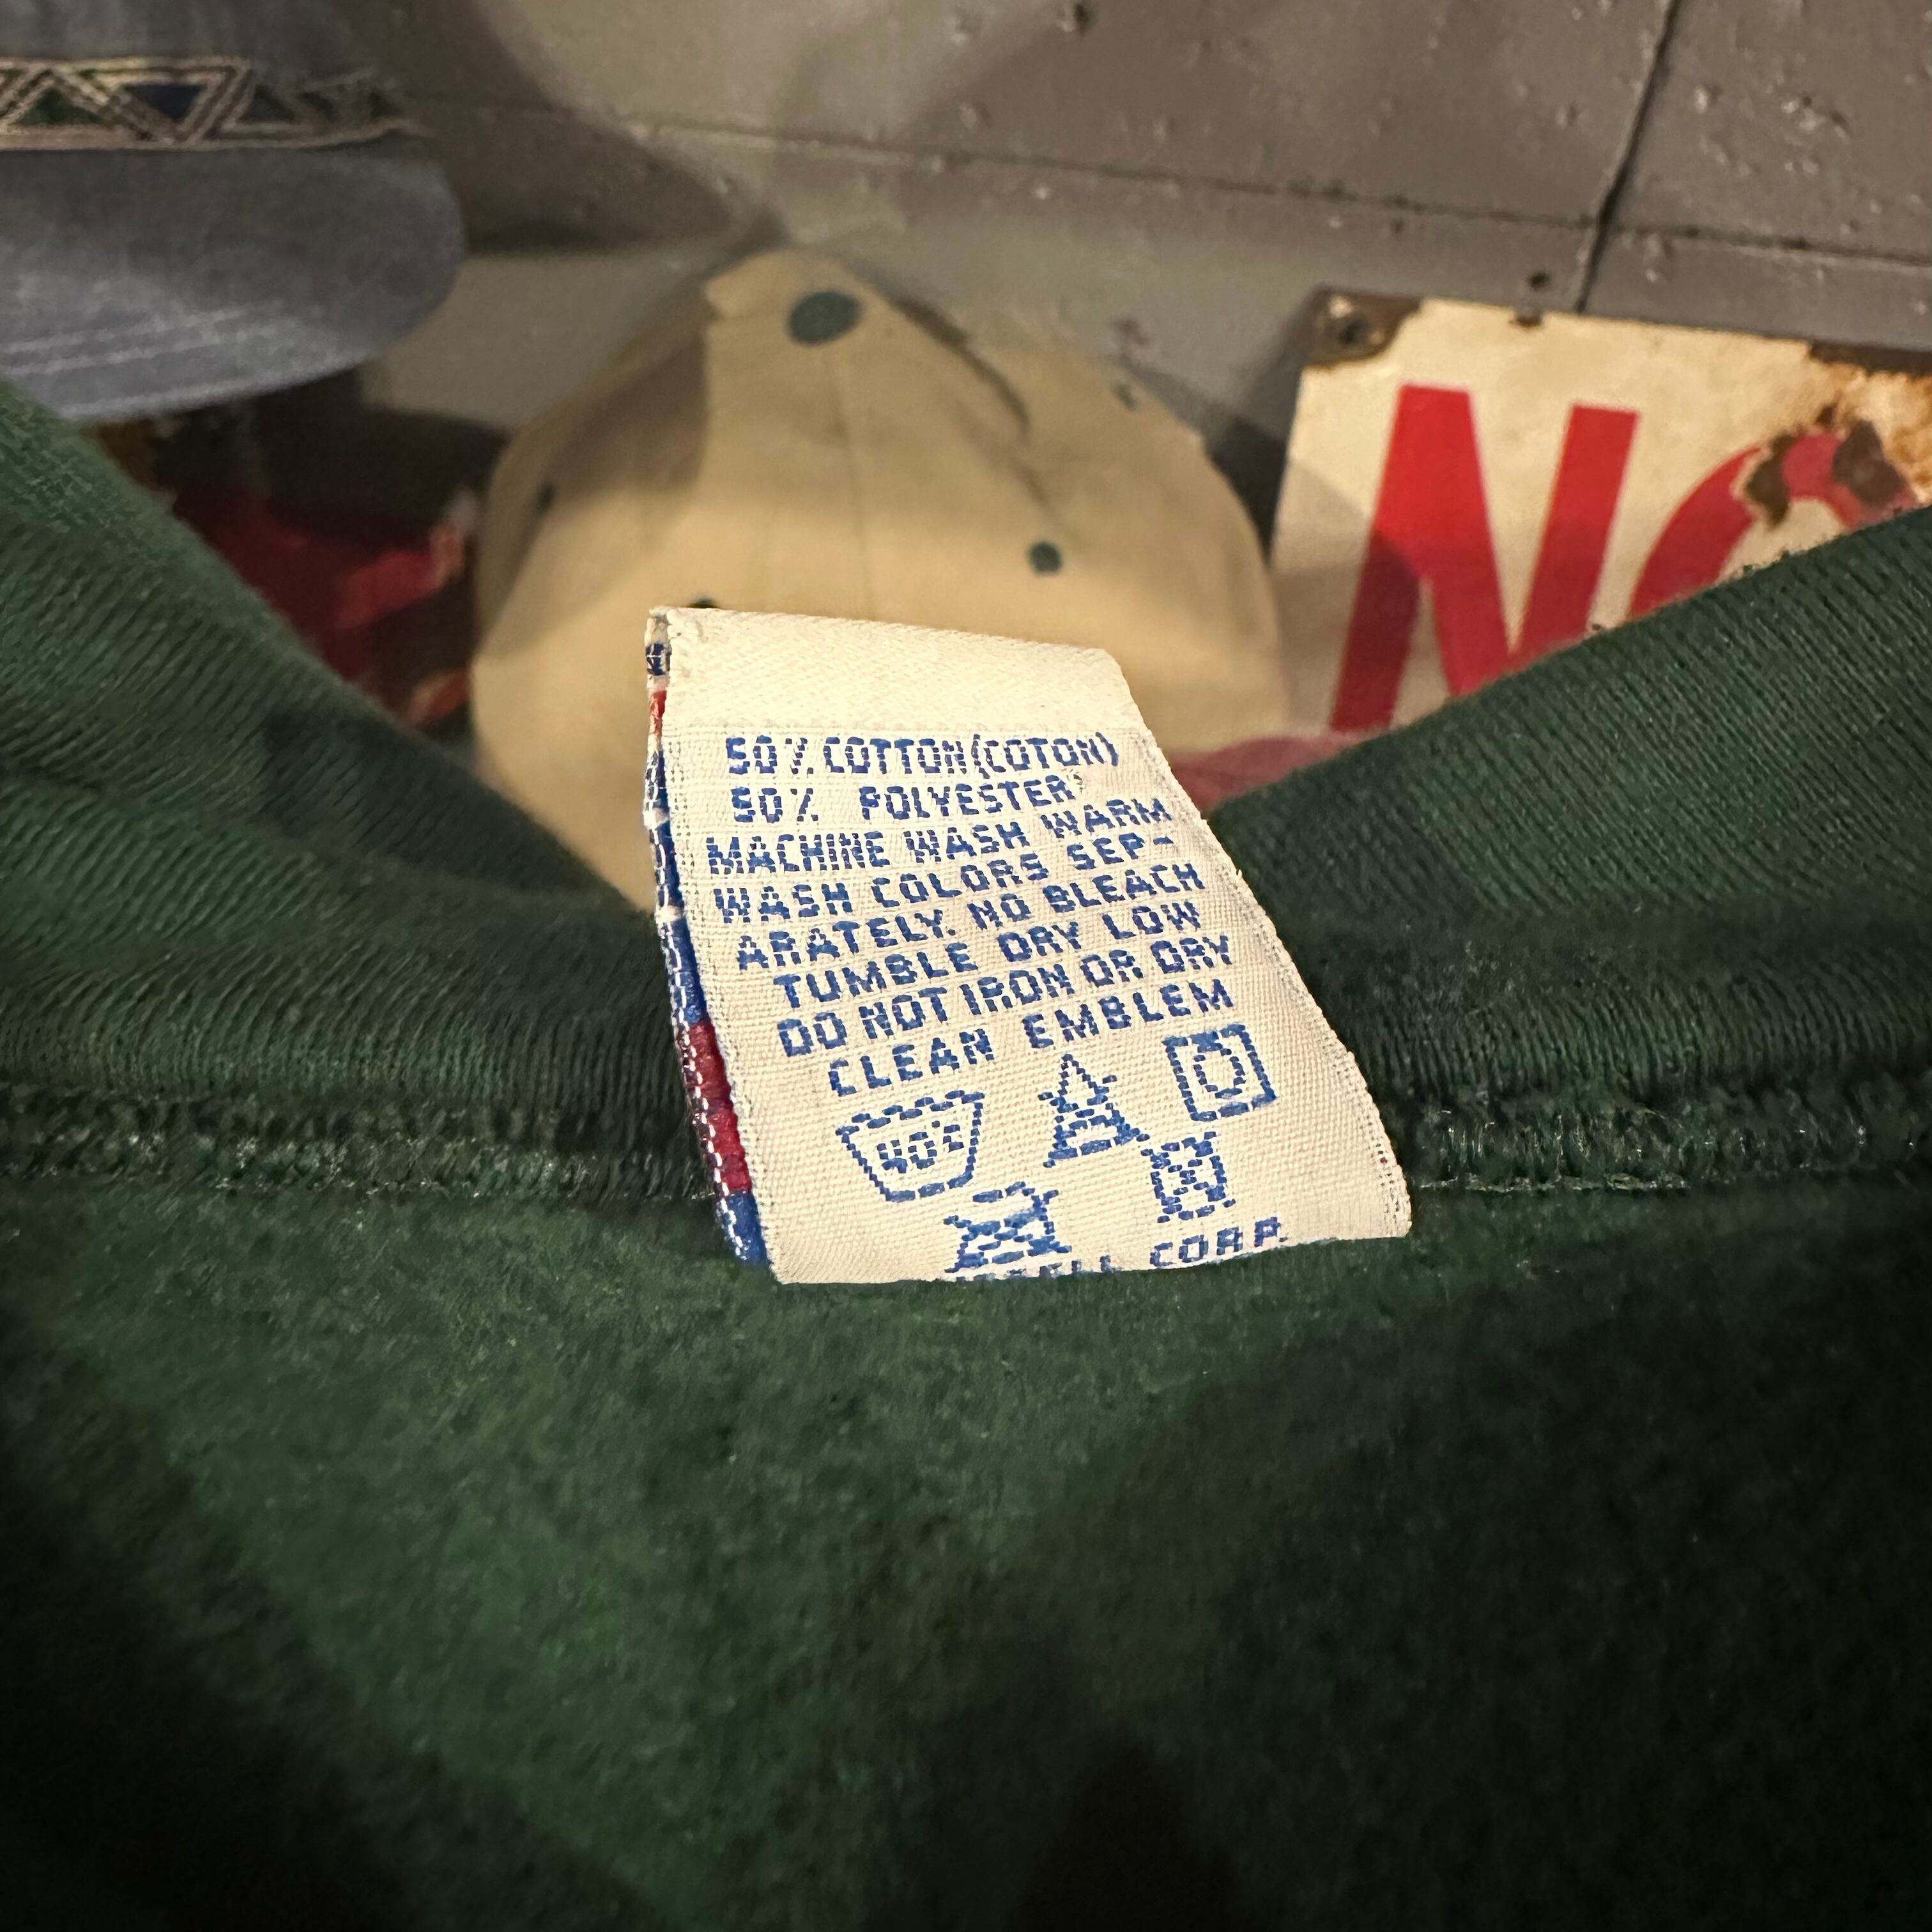 NO
50% COTTON(COTON)
50% POLYESTER
MACHINE WASH WARM
WASH COLORS SEP-
ARATELY. NO BLEACH
TUMBLE DRY LOW
DO NOT IRON OR DRY
CLEAN EMBLEM
40°C
CORP.